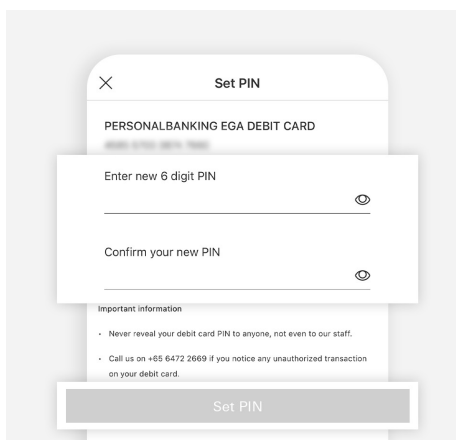 Set PIN
PERSONALBANKING EGA DEBIT CARD
Enter new 6 digit PIN
Confirm your new PIN
Important information
• Never reveal your debit card PIN to anyone, not even to our staff.
• Call us on +65 6472 2669 if you notice any unauthorized transaction
on your debit card.
Set PIN